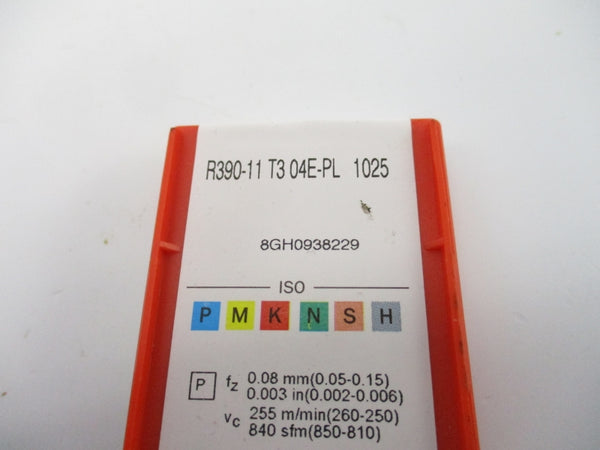 R390-11 T3 04E-PL 1025
8GH0938229
ISO
P M K N S H
P fz 0.08 mm(0.05-0.15)
0.003 in(0.002-0.006)
vc 255 m/min(260-250)
840 sfm(850-810)